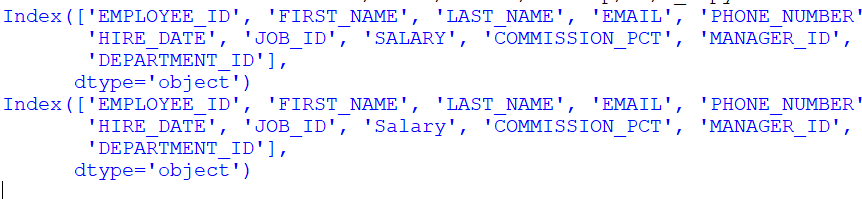 Index(['EMPLOYEE_ID', 'FIRST_NAME', 'LAST_NAME', 'EMAIL', 'PHONE_NUMBER'
'HIRE_DATE', 'JOB_ID', 'SALARY', 'COMMISSION_PCT', 'MANAGER_ID',
'DEPARTMENT_ID'],
dtype='object')
Index(['EMPLOYEE_ID', 'FIRST_NAME', 'LAST_NAME', 'EMAIL', 'PHONE_NUMBER'
'HIRE_DATE', 'JOB_ID', 'Salary', 'COMMISSION_PCT', 'MANAGER_ID',
'DEPARTMENT_ID'],
dtype='object')